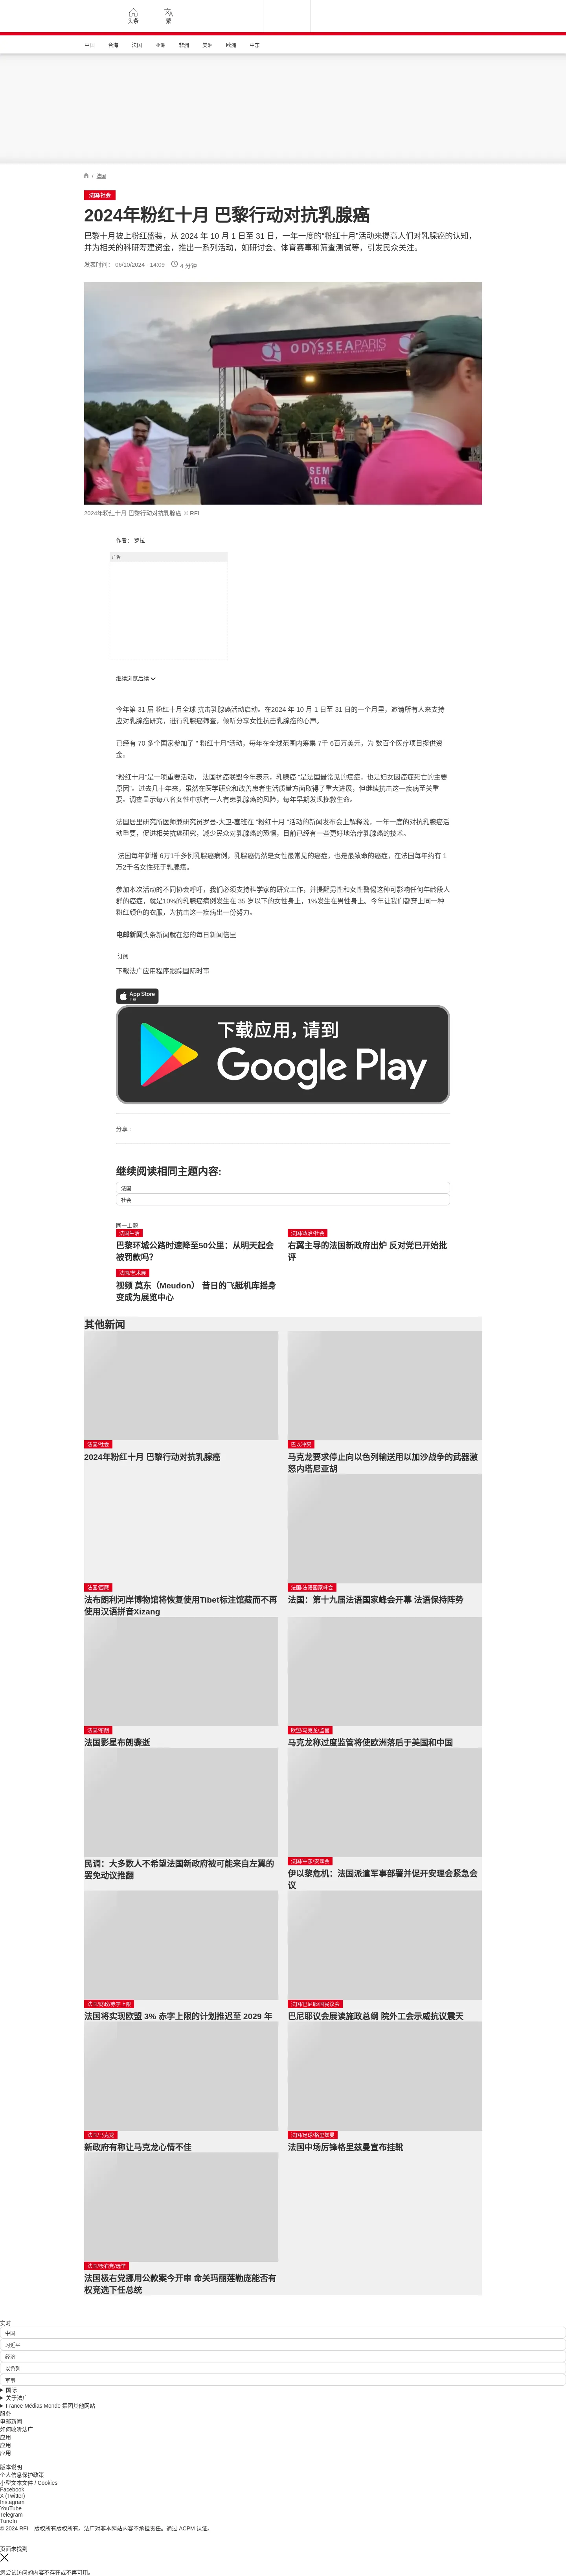 头条
繁
中国
台海
法国
亚洲
非洲
美洲
欧洲
中东
/ 法国
法国/社会
2024年粉红十月 巴黎行动对抗乳腺癌
巴黎十月披上粉红盛装，从 2024 年 10 月 1 日至 31 日，一年一度的“粉红十月”活动来提高人们对乳腺癌的认知，
并为相关的科研筹建资金，推出一系列活动，如研讨会、体育赛事和筛查测试等，引发民众关注。
发表时间： 06/10/2024 - 14:09 4 分钟
ODYSSEA PARIS
2024年粉红十月 巴黎行动对抗乳腺癌 © RFI
作者： 罗拉
广告
继续浏览后续
今年第 31 届 粉红十月全球 抗击乳腺癌活动启动。在2024 年 10 月 1 日至 31 日的一个月里，邀请所有人来支持
应对乳腺癌研究，进行乳腺癌筛查，倾听分享女性抗击乳腺癌的心声。
已经有 70 多个国家参加了 " 粉红十月"活动，每年在全球范围内筹集 7千 6百万美元，为 数百个医疗项目提供资
金。
“粉红十月”是一项重要活动， 法国抗癌联盟今年表示，乳腺癌 "是法国最常见的癌症，也是妇女因癌症死亡的主要
原因"，过去几十年来，虽然在医学研究和改善患者生活质量方面取得了重大进展，但继续抗击这一疾病至关重
要。调查显示每八名女性中就有一人有患乳腺癌的风险，每年早期发现挽救生命。
法国居里研究所医师兼研究员罗曼-大卫-塞班在 "粉红十月 "活动的新闻发布会上解释说，一年一度的对抗乳腺癌活
动重要，促进相关抗癌研究，减少民众对乳腺癌的恐惧，目前已经有一些更好地治疗乳腺癌的技术。
法国每年新增 6万1千多例乳腺癌病例，乳腺癌仍然是女性最常见的癌症，也是最致命的癌症，在法国每年约有 1
万2千名女性死于乳腺癌。
参加本次活动的不同协会呼吁，我们必须支持科学家的研究工作，并提醒男性和女性警惕这种可影响任何年龄段人
群的癌症，就是10%的乳腺癌病例发生在 35 岁以下的女性身上，1%发生在男性身上。今年让我们都穿上同一种
粉红颜色的衣服，为抗击这一疾病出一份努力。
电邮新闻头条新闻就在您的每日新闻信里
订阅
下载法广应用程序跟踪国际时事
App Store
下载
下载应用，请到
Google Play
分享 :
继续阅读相同主题内容:
法国
社会
同一主题
法国生活
巴黎环城公路时速降至50公里：从明天起会
被罚款吗?
法国/政治/社会
右翼主导的法国新政府出炉 反对党已开始批
评
法国/艺术展
视频 莫东（Meudon） 昔日的飞艇机库摇身
变成为展览中心
其他新闻
法国/社会
2024年粉红十月 巴黎行动对抗乳腺癌
巴以冲突
马克龙要求停止向以色列输送用以加沙战争的武器激
怒内塔尼亚胡
法国/西藏
法布朗利河岸博物馆将恢复使用Tibet标注馆藏而不再
使用汉语拼音Xizang
法国/法语国家峰会
法国：第十九届法语国家峰会开幕 法语保持阵势
法国/布朗
法国影星布朗骤逝
欧盟/马克龙/监管
马克龙称过度监管将使欧洲落后于美国和中国
民调：大多数人不希望法国新政府被可能来自左翼的
罢免动议推翻
法国/中东/安理会
伊以黎危机：法国派遣军事部署并促开安理会紧急会
议
法国/财政/赤字上限
法国将实现欧盟 3% 赤字上限的计划推迟至 2029 年
法国/巴尼耶/国民议会
巴尼耶议会展读施政总纲 院外工会示威抗议震天
法国/马克龙
新政府有称让马克龙心情不佳
法国/足球/格里兹曼
法国中场厉锋格里兹曼宣布挂靴
法国/极右党/选举
法国极右党挪用公款案今开审 命关玛丽莲勒庞能否有
权竞选下任总统
实时
中国
习近平
经济
以色列
军事
国际
关于法广
France Médias Monde 集团其他网站
服务
电邮新闻
如何收听法广
应用
应用
应用
版本说明
个人信息保护政策
小型文本文件 / Cookies
Facebook
X (Twitter)
Instagram
YouTube
Telegram
TuneIn
© 2024 RFI – 版权所有版权所有。法广对非本网站内容不承担责任。通过 ACPM 认证。
页面未找到
您尝试访问的内容不存在或不再可用。